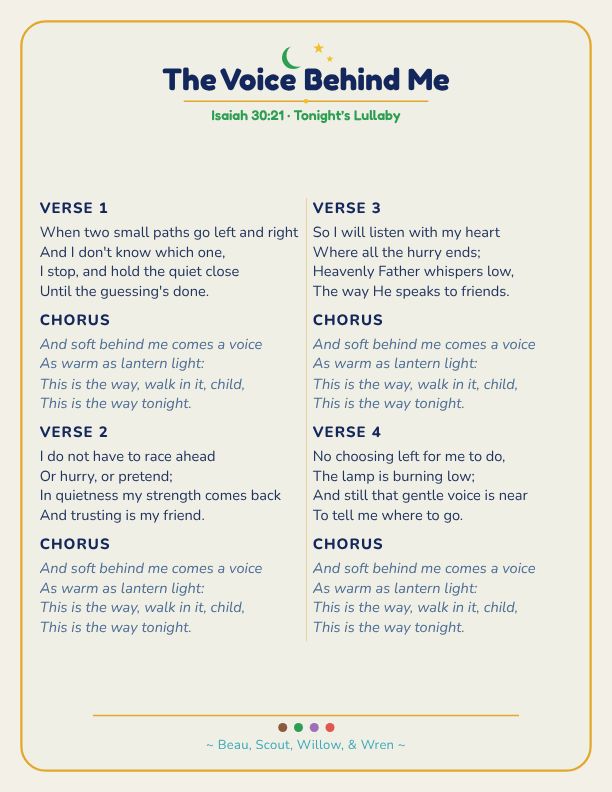 The Voice Behind Me
Isaiah 30:21 · Tonight's Lullaby
VERSE 1
When two small paths go left and right
And I don't know which one,
I stop, and hold the quiet close
Until the guessing's done.
CHORUS
And soft behind me comes a voice
As warm as lantern light:
This is the way, walk in it, child,
This is the way tonight.
VERSE 2
I do not have to race ahead
Or hurry, or pretend;
In quietness my strength comes back
And trusting is my friend.
CHORUS
And soft behind me comes a voice
As warm as lantern light:
This is the way, walk in it, child,
This is the way tonight.
VERSE 3
So I will listen with my heart
Where all the hurry ends;
Heavenly Father whispers low,
The way He speaks to friends.
CHORUS
And soft behind me comes a voice
As warm as lantern light:
This is the way, walk in it, child,
This is the way tonight.
VERSE 4
No choosing left for me to do,
The lamp is burning low;
And still that gentle voice is near
To tell me where to go.
CHORUS
And soft behind me comes a voice
As warm as lantern light:
This is the way, walk in it, child,
This is the way tonight.
~ Beau, Scout, Willow, & Wren ~